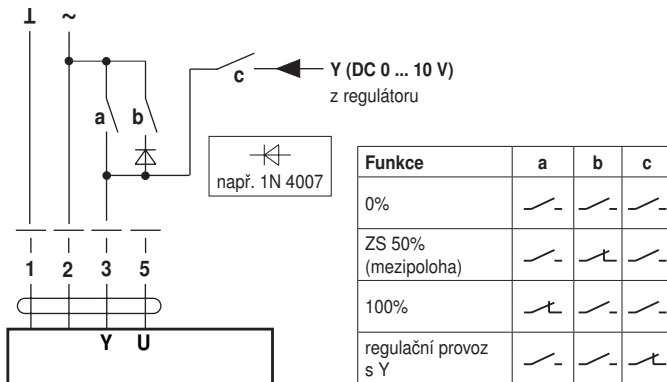 ⊥ ~
a b c
Y (DC 0 ... 10 V)
z regulátoru
např. 1N 4007
1 2 3 5
Y U
Funkce a b c
0%
ZS 50%
(mezipoloha)
100%
regulační provoz
s Y